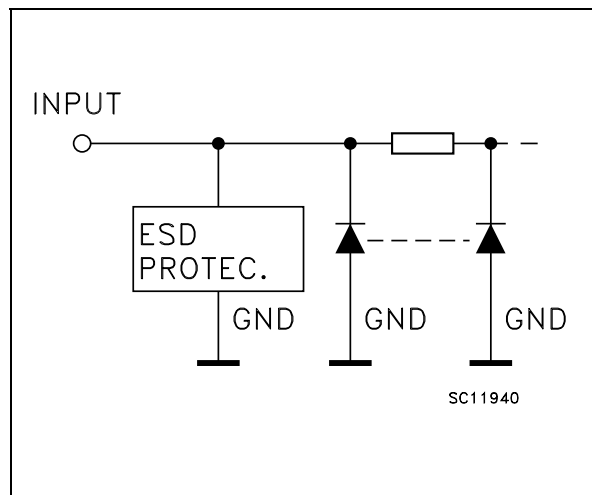 INPUT
ESD
PROTEC.
GND GND GND
SC11940